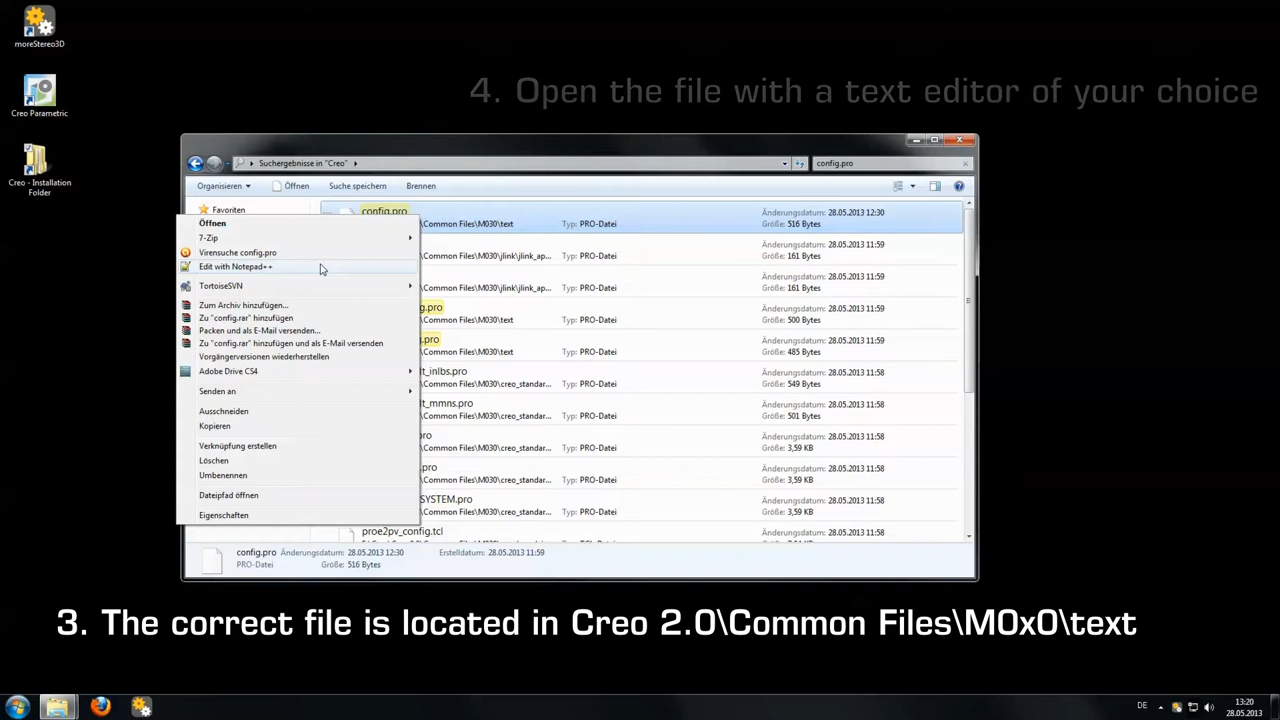 moreStereo3D
Creo Parametric
Creo - Installation
Folder
4. Open the file with a text editor of your choice
Suchergebnisse in "Creo"
config.pro
Organisieren
Öffnen
Suche speichern
Brennen
Favoriten
config.pro
Common Files\M030\text
Typ: PRO-Datei
Änderungsdatum: 28.05.2013 12:30
Größe: 516 Bytes
Common Files\M030\jlink\jlink_ap...
Typ: PRO-Datei
Änderungsdatum: 28.05.2013 11:59
Größe: 161 Bytes
Common Files\M030\jlink\jlink_ap...
Typ: PRO-Datei
Änderungsdatum: 28.05.2013 11:59
Größe: 161 Bytes
g.pro
Common Files\M030\text
Typ: PRO-Datei
Änderungsdatum: 28.05.2013 11:59
Größe: 500 Bytes
g.pro
Common Files\M030\text
Typ: PRO-Datei
Änderungsdatum: 28.05.2013 11:59
Größe: 485 Bytes
lt_inlbs.pro
Common Files\M030\creo_standar...
Typ: PRO-Datei
Änderungsdatum: 28.05.2013 11:58
Größe: 549 Bytes
lt_mmns.pro
Common Files\M030\creo_standar...
Typ: PRO-Datei
Änderungsdatum: 28.05.2013 11:58
Größe: 501 Bytes
.pro
Common Files\M030\creo_standar...
Typ: PRO-Datei
Änderungsdatum: 28.05.2013 11:58
Größe: 3,59 KB
.pro
Common Files\M030\creo_standar...
Typ: PRO-Datei
Änderungsdatum: 28.05.2013 11:58
Größe: 3,59 KB
SYSTEM.pro
Common Files\M030\creo_standar...
Typ: PRO-Datei
Änderungsdatum: 28.05.2013 11:58
Größe: 3,59 KB
proe2pv_config.tcl
Änderungsdatum: 28.05.2013 11:58
Öffnen
7-Zip
Virensuche config.pro
Edit with Notepad++
TortoiseSVN
Zum Archiv hinzufügen...
Zu "config.rar" hinzufügen
Packen und als E-Mail versenden...
Zu "config.rar" hinzufügen und als E-Mail versenden
Vorgängerversionen wiederherstellen
Adobe Drive CS4
Senden an
Ausschneiden
Kopieren
Verknüpfung erstellen
Löschen
Umbenennen
Dateipfad öffnen
Eigenschaften
config.pro Änderungsdatum: 28.05.2013 12:30 Erstelldatum: 28.05.2013 11:59
PRO-Datei Größe: 516 Bytes
3. The correct file is located in Creo 2.0\Common Files\M0x0\text
DE
13:20
28.05.2013